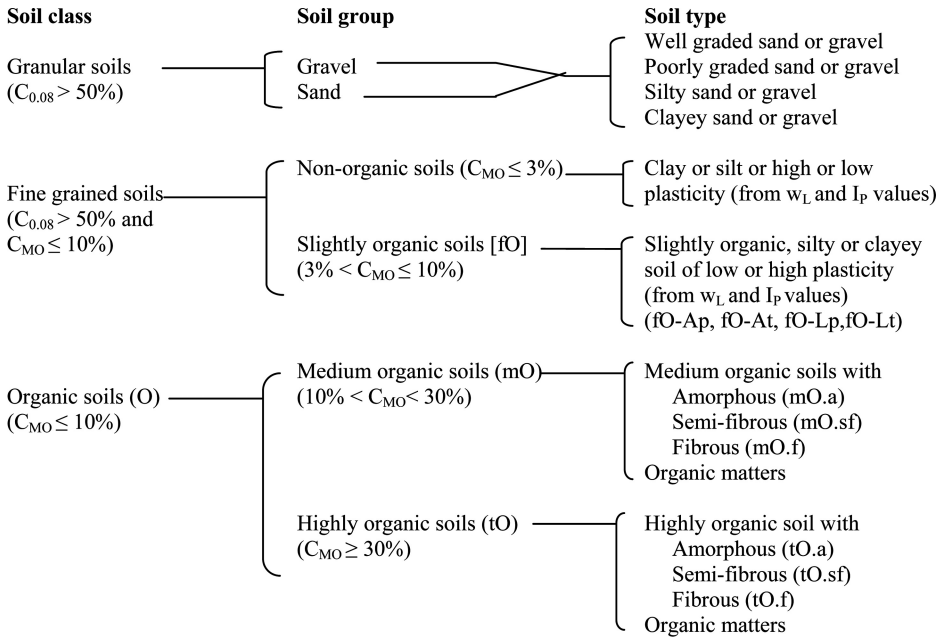 Soil class
Soil group
Soil type
Granular soils
(C0.08 > 50%)
Gravel
Sand
Well graded sand or gravel
Poorly graded sand or gravel
Silty sand or gravel
Clayey sand or gravel
Fine grained soils
(C0.08 > 50% and
CMO ≤ 10%)
Non-organic soils (CMO ≤ 3%)
Clay or silt or high or low
plasticity (from wL and IP values)
Slightly organic soils [fO]
(3% < CMO ≤ 10%)
Slightly organic, silty or clayey
soil of low or high plasticity
(from wL and IP values)
(fO-Ap, fO-At, fO-Lp,fO-Lt)
Organic soils (O)
(CMO ≤ 10%)
Medium organic soils (mO)
(10% < CMO< 30%)
Medium organic soils with
Amorphous (mO.a)
Semi-fibrous (mO.sf)
Fibrous (mO.f)
Organic matters
Highly organic soils (tO)
(CMO ≥ 30%)
Highly organic soil with
Amorphous (tO.a)
Semi-fibrous (tO.sf)
Fibrous (tO.f)
Organic matters